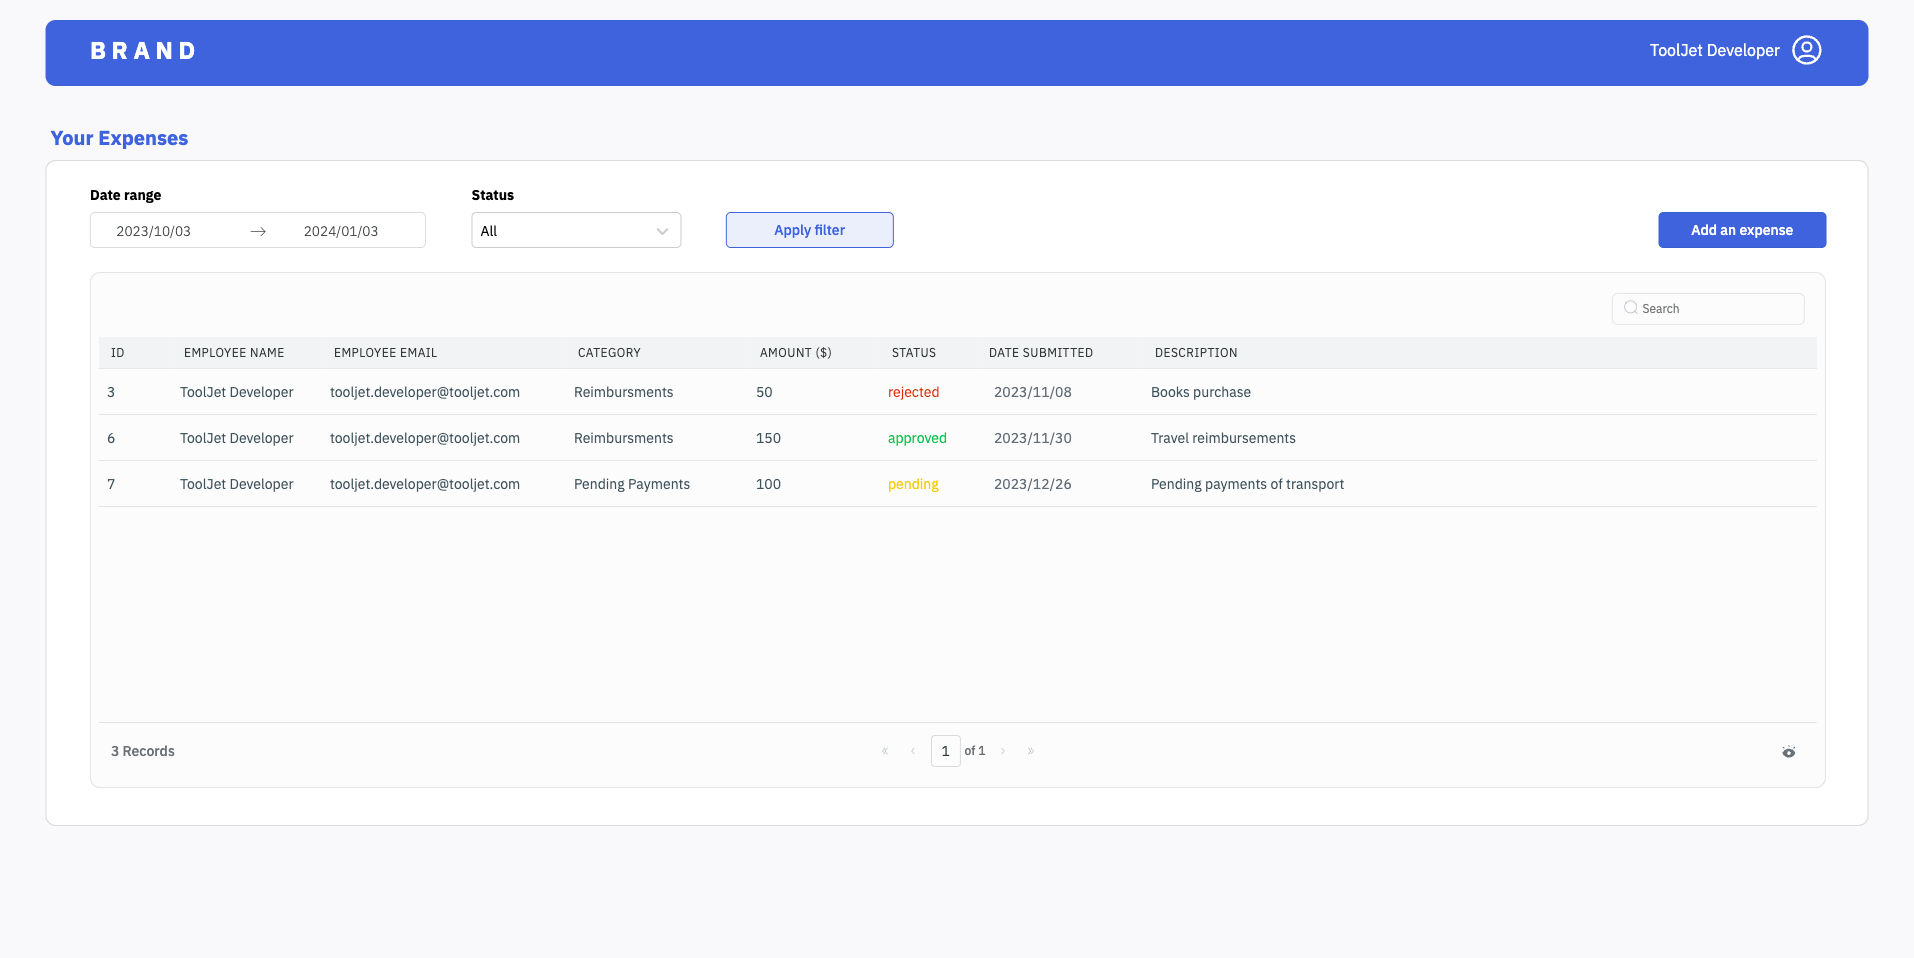 BRAND
ToolJet Developer
Your Expenses
Date range Status
2023/10/03 → 2024/01/03 All Apply filter Add an expense
Search
ID EMPLOYEE NAME EMPLOYEE EMAIL CATEGORY AMOUNT ($) STATUS DATE SUBMITTED DESCRIPTION
3 ToolJet Developer tooljet.developer@tooljet.com Reimbursments 50 rejected 2023/11/08 Books purchase
6 ToolJet Developer tooljet.developer@tooljet.com Reimbursments 150 approved 2023/11/30 Travel reimbursements
7 ToolJet Developer tooljet.developer@tooljet.com Pending Payments 100 pending 2023/12/26 Pending payments of transport
3 Records « ‹ 1 of 1 › »